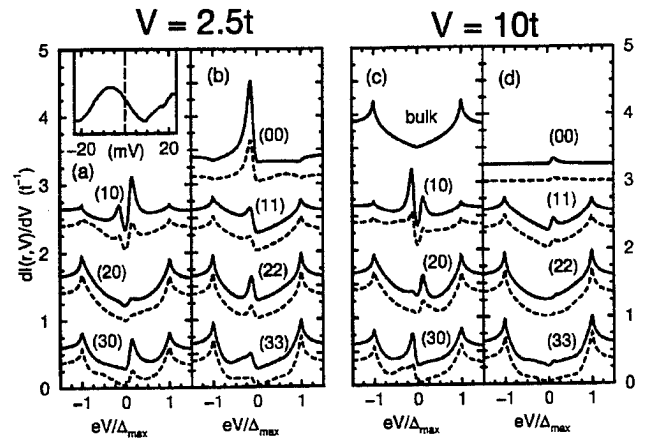 V = 2.5t
V = 10t
5
4
3
2
1
0
dI(r,V)/dV (t⁻¹)
−20 (mV) 20
(a)
(10)
(20)
(30)
−1 0 1
eV/Δmax
(b)
(00)
(11)
(22)
(33)
−1 0 1
eV/Δmax
(c)
bulk
(10)
(20)
(30)
−1 0 1
eV/Δmax
(d)
(00)
(11)
(22)
(33)
−1 0 1
eV/Δmax
5
4
3
2
1
0